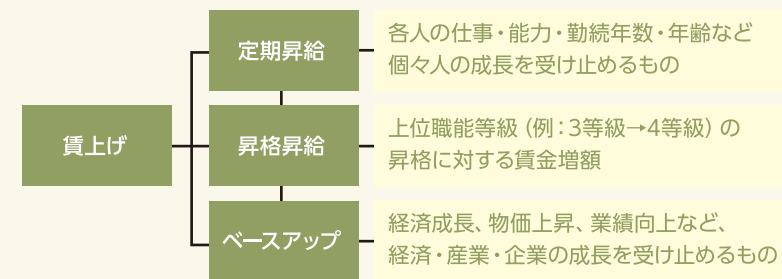 定期昇給
各人の仕事・能力・勤続年数・年齢など
個々人の成長を受け止めるもの
賃上げ
昇格昇給
上位職能等級（例：3等級→4等級）の
昇格に対する賃金増額
ベースアップ
経済成長、物価上昇、業績向上など、
経済・産業・企業の成長を受け止めるもの